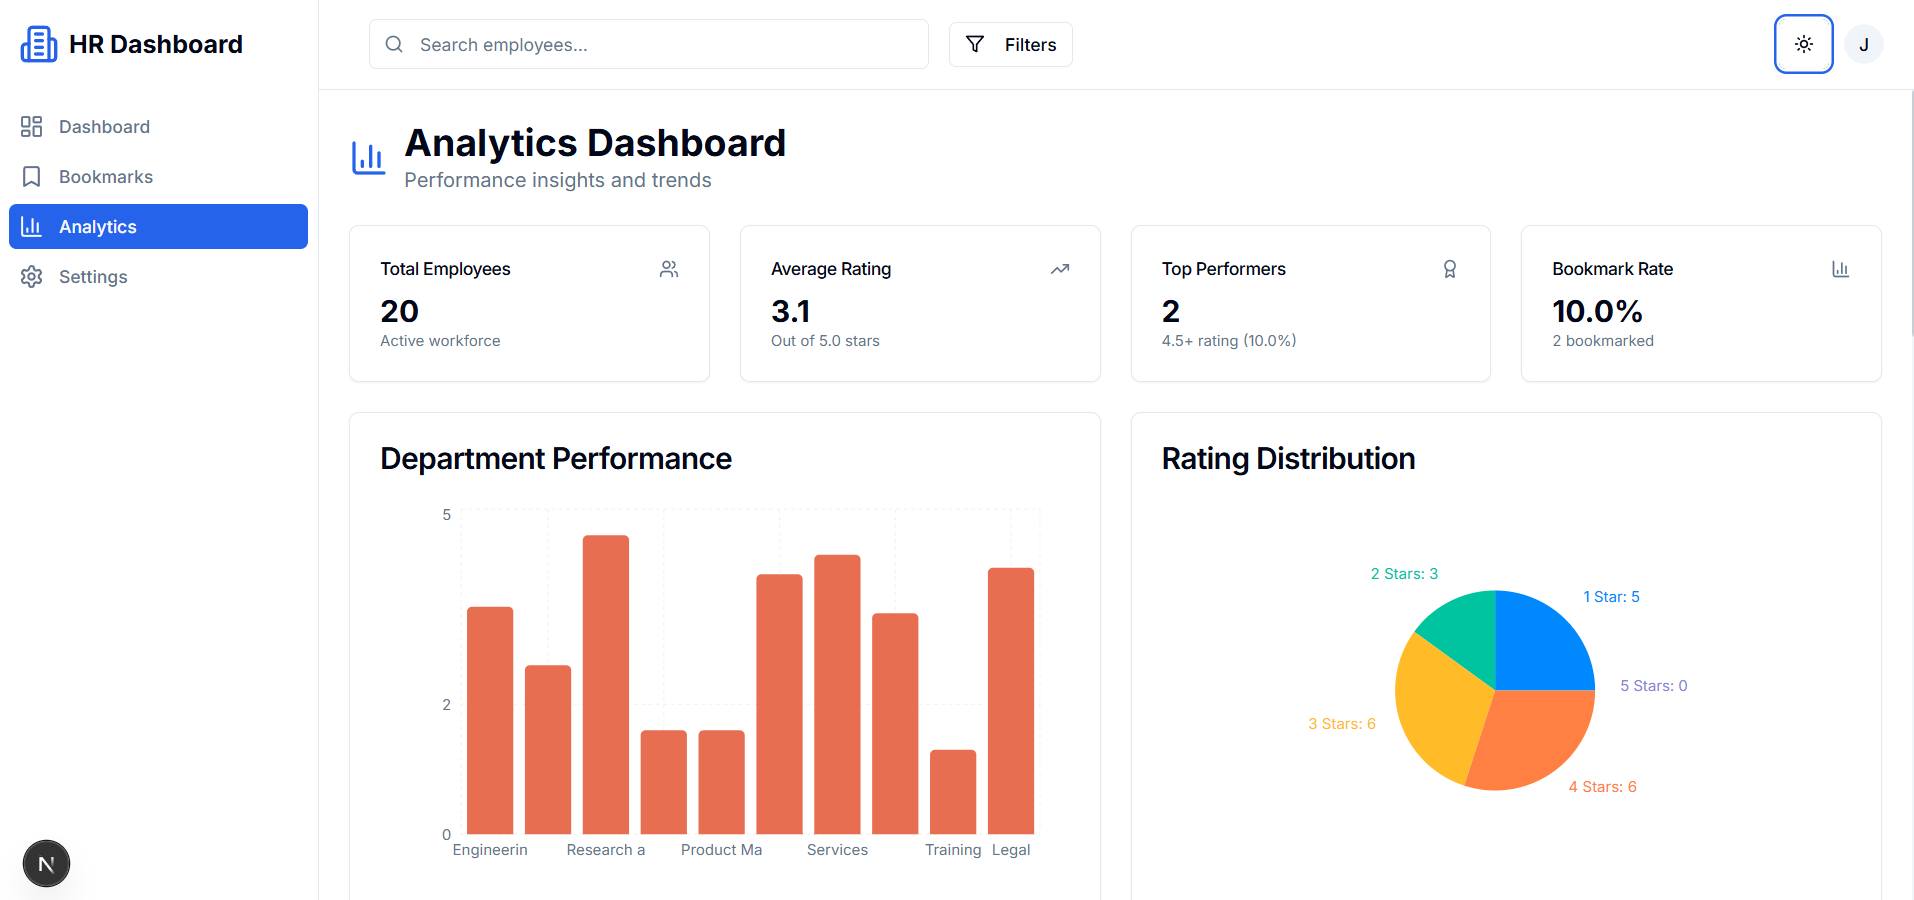 HR Dashboard
Search employees...
Filters
J
Dashboard
Bookmarks
Analytics
Settings
Analytics Dashboard
Performance insights and trends
Total Employees
20
Active workforce
Average Rating
3.1
Out of 5.0 stars
Top Performers
2
4.5+ rating (10.0%)
Bookmark Rate
10.0%
2 bookmarked
Department Performance
5
2
0
Engineerin
Research a
Product Ma
Services
Training
Legal
Rating Distribution
2 Stars: 3
1 Star: 5
5 Stars: 0
3 Stars: 6
4 Stars: 6
N